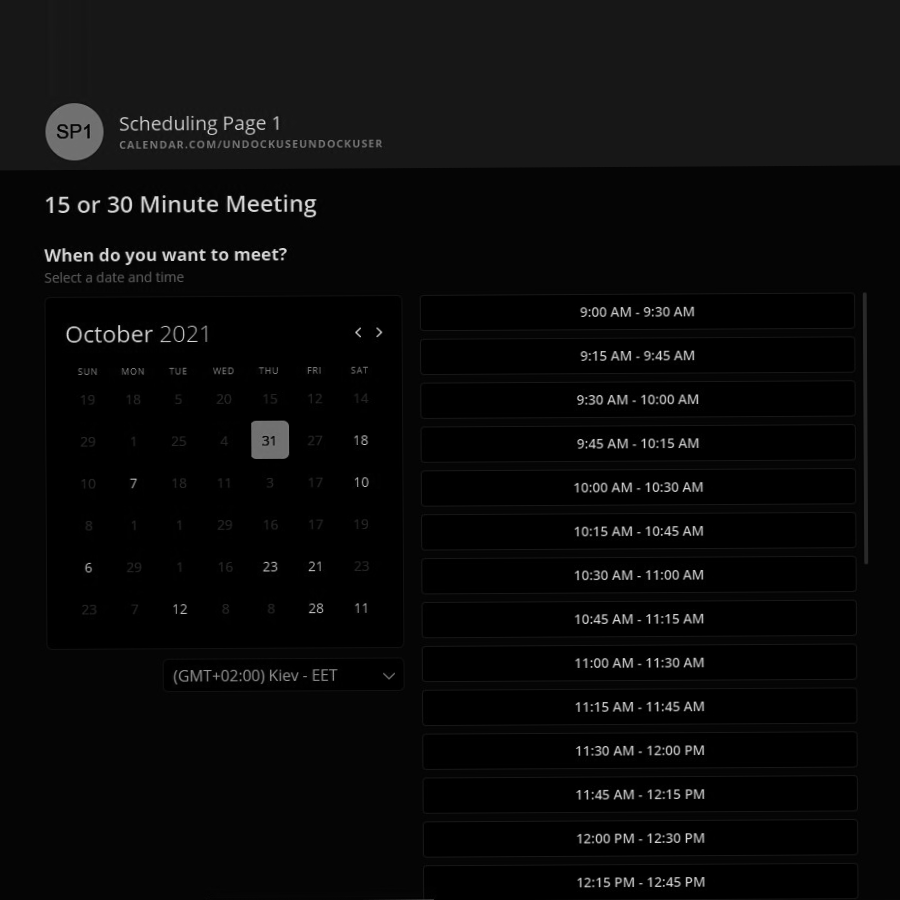 SP1
Scheduling Page 1
CALENDAR.COM/UNDOCKUSEUNDOCKUSER
15 or 30 Minute Meeting
When do you want to meet?
Select a date and time
October 2021
SUN MON TUE WED THU FRI SAT
19 18 5 20 15 12 14
29 1 25 4 31 27 18
10 7 18 11 3 17 10
8 1 1 29 16 17 19
6 29 1 16 23 21 23
23 7 12 8 8 28 11
(GMT+02:00) Kiev - EET
9:00 AM - 9:30 AM
9:15 AM - 9:45 AM
9:30 AM - 10:00 AM
9:45 AM - 10:15 AM
10:00 AM - 10:30 AM
10:15 AM - 10:45 AM
10:30 AM - 11:00 AM
10:45 AM - 11:15 AM
11:00 AM - 11:30 AM
11:15 AM - 11:45 AM
11:30 AM - 12:00 PM
11:45 AM - 12:15 PM
12:00 PM - 12:30 PM
12:15 PM - 12:45 PM